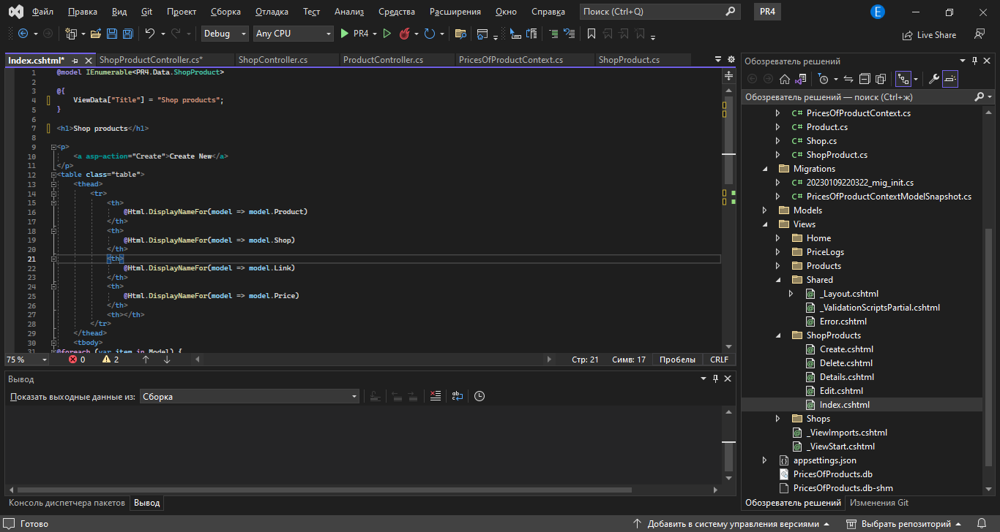 Файл Правка Вид Git Проект Сборка Отладка Тест Анализ Средства Расширения Окно Справка Поиск (Ctrl+Q) PR4 E
Debug Any CPU PR4 Live Share
Index.cshtml* ShopProductController.cs* ShopController.cs ProductController.cs PricesOfProductContext.cs ShopProduct.cs
1 @model IEnumerable<PR4.Data.ShopProduct>
2
3 @{
4 ViewData["Title"] = "Shop products";
5 }
6
7 <h1>Shop products</h1>
8
9 <p>
10 <a asp-action="Create">Create New</a>
11 </p>
12 <table class="table">
13 <thead>
14 <tr>
15 <th>
16 @Html.DisplayNameFor(model => model.Product)
17 </th>
18 <th>
19 @Html.DisplayNameFor(model => model.Shop)
20 </th>
21 <th>
22 @Html.DisplayNameFor(model => model.Link)
23 </th>
24 <th>
25 @Html.DisplayNameFor(model => model.Price)
26 </th>
27 <th></th>
28 </tr>
29 </thead>
30 <tbody>
31 @foreach (var item in Model) {
75 % 0 2 Стр: 21 Симв: 17 Пробелы CRLF
Вывод
Показать выходные данные из: Сборка
Консоль диспетчера пакетов Вывод
Обозреватель решений
Обозреватель решений — поиск (Ctrl+ж)
C# PricesOfProductContext.cs
C# Product.cs
C# Shop.cs
C# ShopProduct.cs
Migrations
C# 20230109220322_mig_init.cs
C# PricesOfProductContextModelSnapshot.cs
Models
Views
Home
PriceLogs
Products
Shared
_Layout.cshtml
_ValidationScriptsPartial.cshtml
Error.cshtml
ShopProducts
Create.cshtml
Delete.cshtml
Details.cshtml
Edit.cshtml
Index.cshtml
Shops
_ViewImports.cshtml
_ViewStart.cshtml
appsettings.json
PricesOfProducts.db
PricesOfProducts.db-shm
Обозреватель решений Изменения Git
Готово Добавить в систему управления версиями Выбрать репозиторий